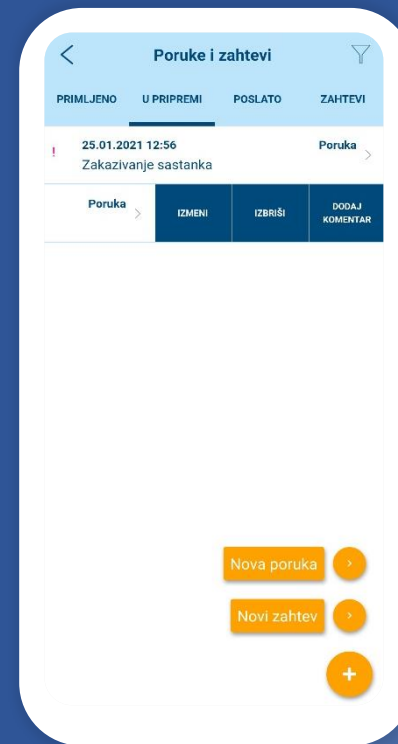 Poruke i zahtevi
PRIMLJENO U PRIPREMI POSLATO ZAHTEVI
! 25.01.2021 12:56 Poruka
Zakazivanje sastanka
Poruka IZMENI IZBRIŠI DODAJ
KOMENTAR
Nova poruka
Novi zahtev
+